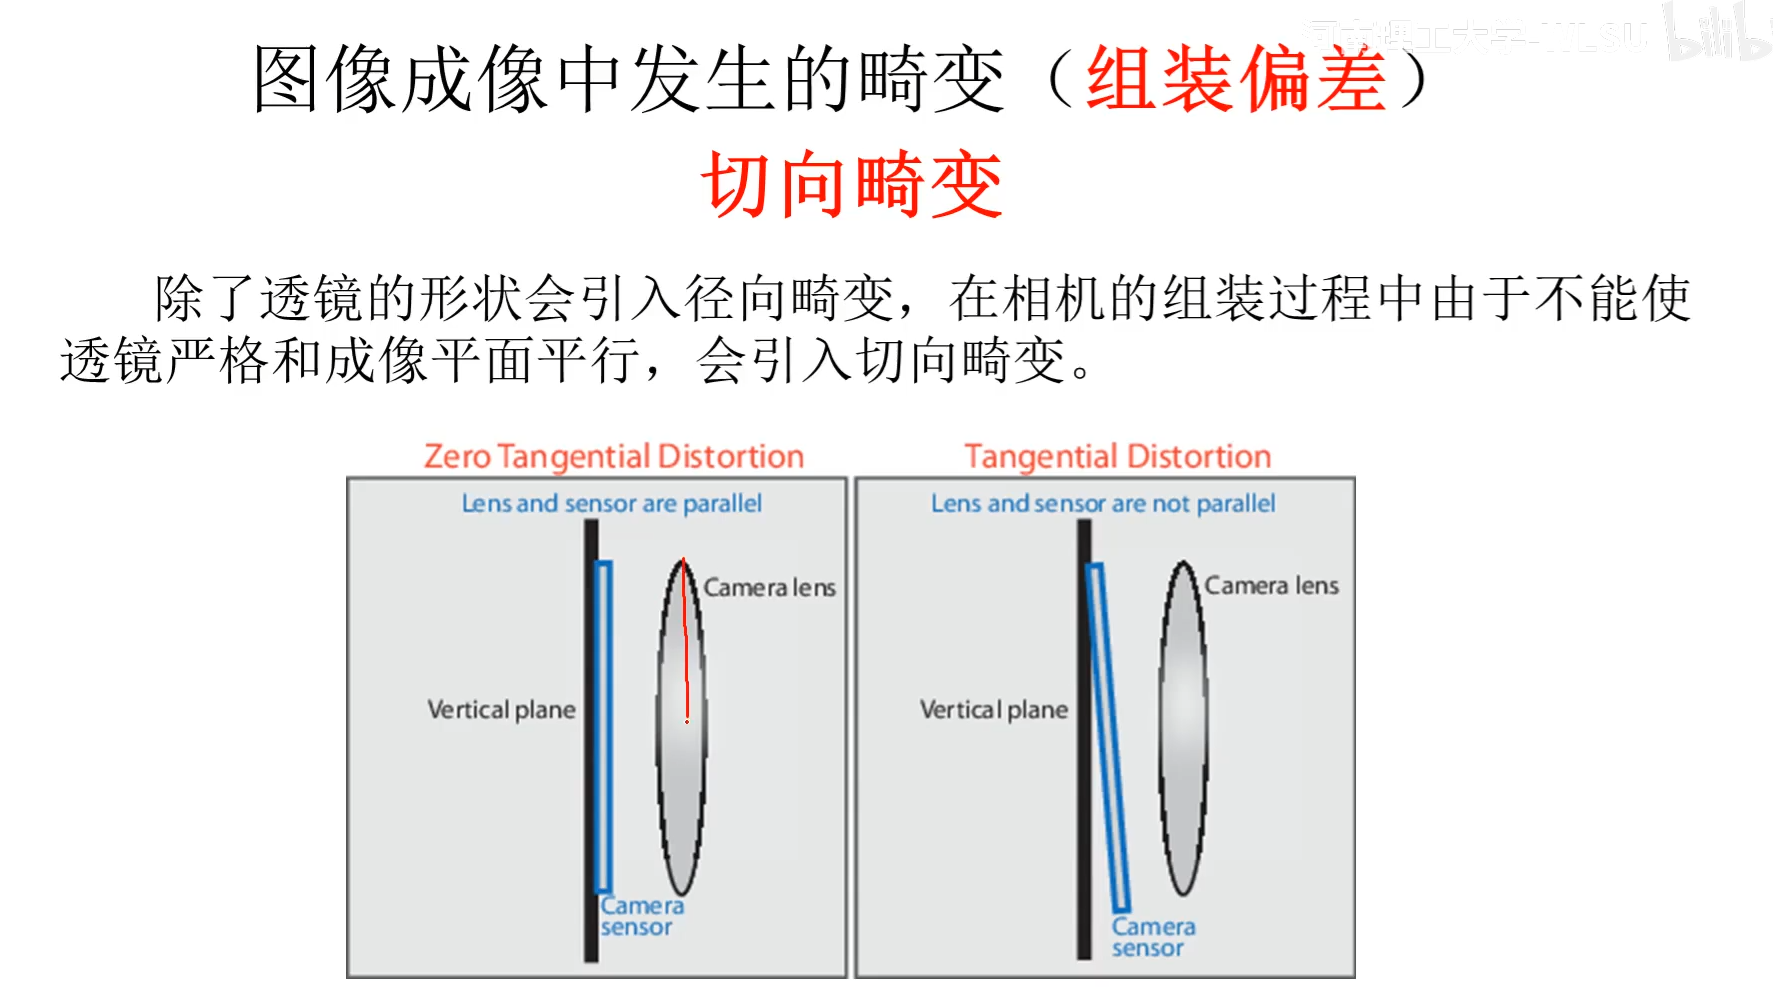 图像成像中发生的畸变（组装偏差）
切向畸变
除了透镜的形状会引入径向畸变，在相机的组装过程中由于不能使
透镜严格和成像平面平行，会引入切向畸变。
Zero Tangential Distortion
Lens and sensor are parallel
Camera lens
Vertical plane
Camera
sensor
Tangential Distortion
Lens and sensor are not parallel
Camera lens
Vertical plane
Camera
sensor